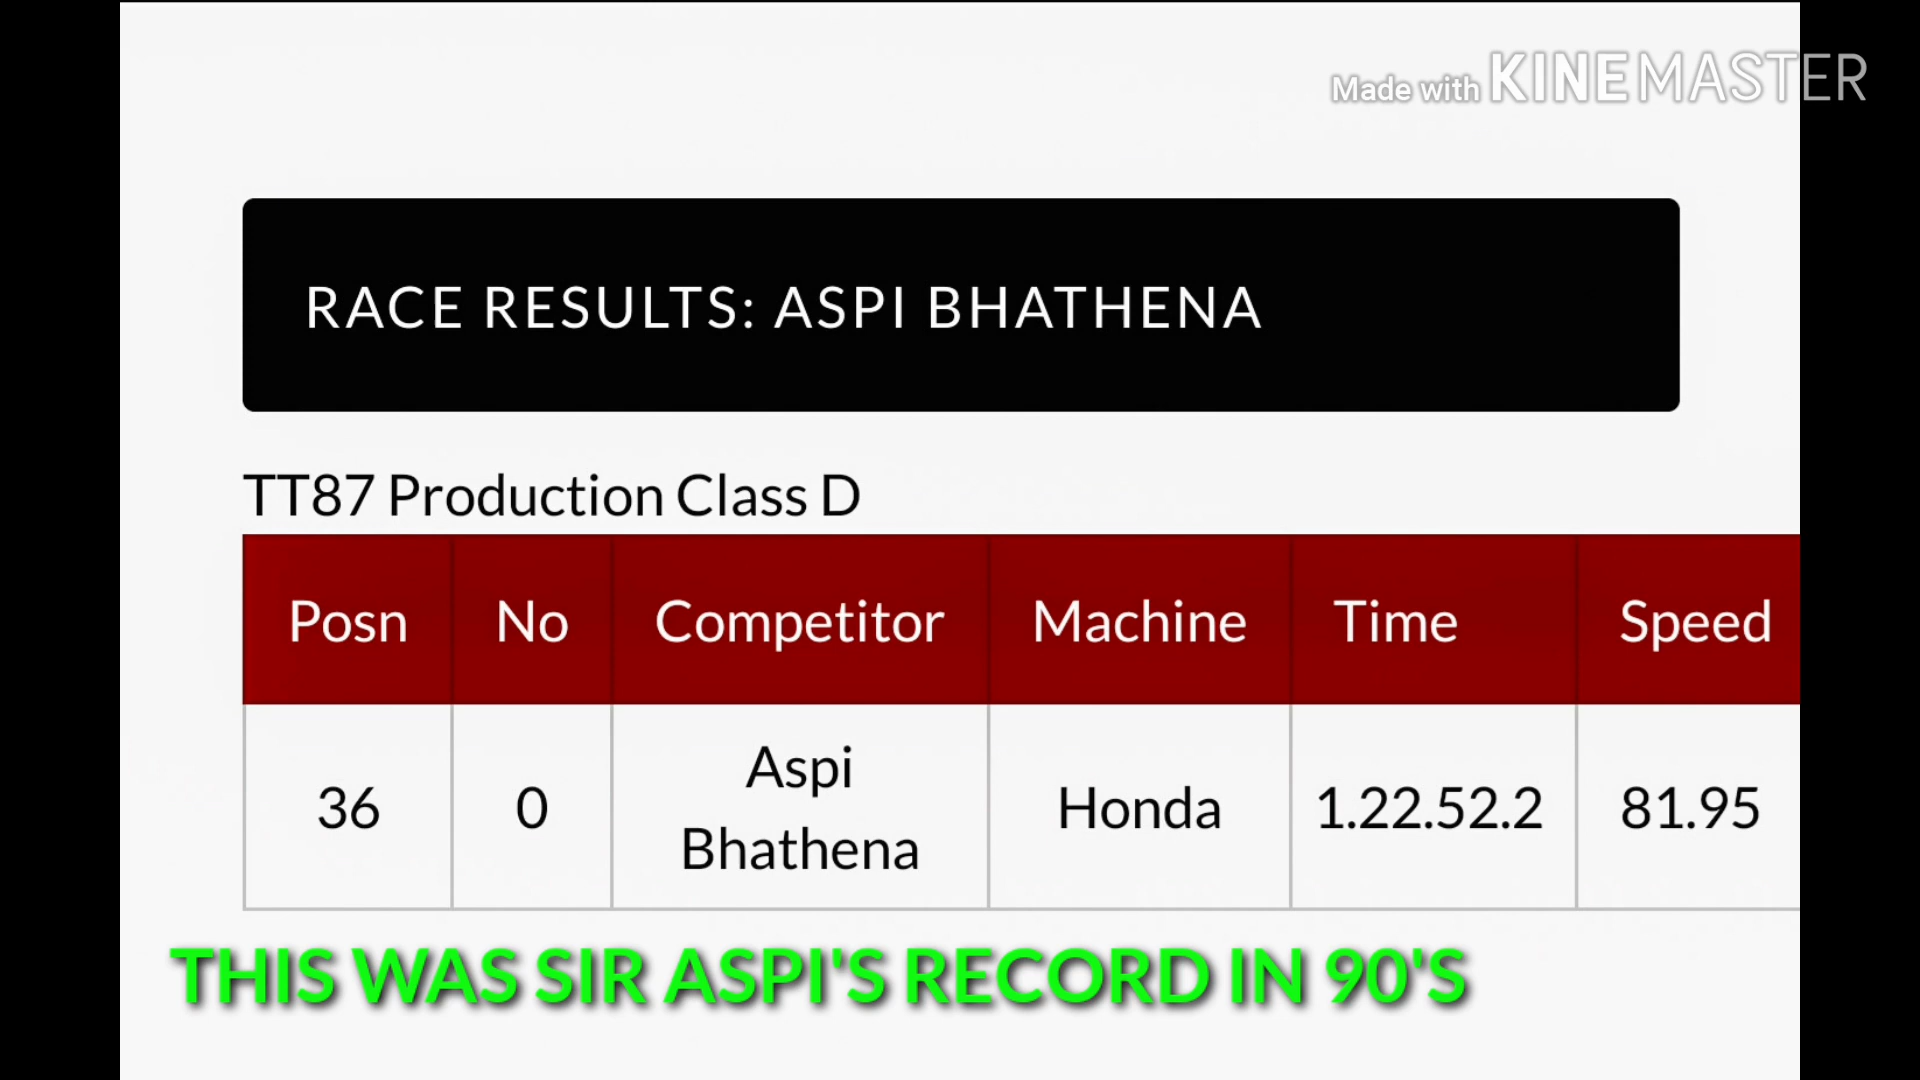 Made with KINEMASTER
RACE RESULTS: ASPI BHATHENA
TT87 Production Class D
Posn No Competitor Machine Time Speed
36 0 Aspi Bhathena Honda 1.22.52.2 81.95
THIS WAS SIR ASPI'S RECORD IN 90'S